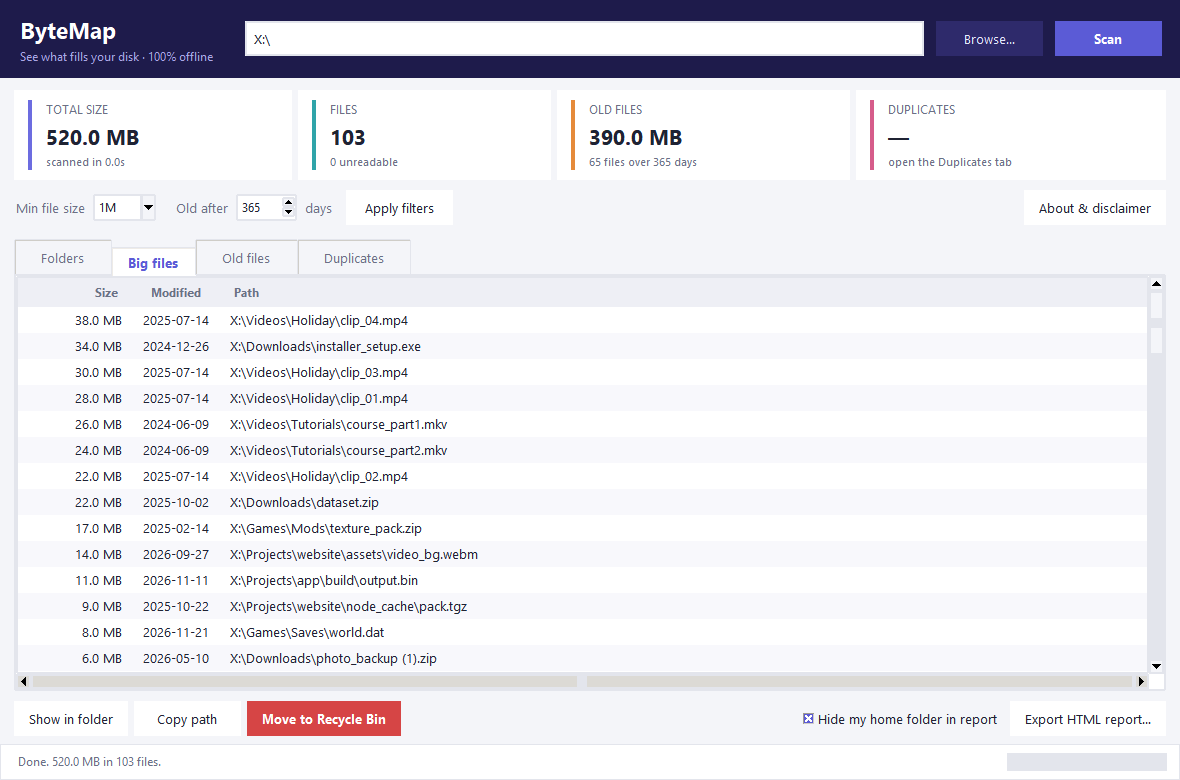 ByteMap
See what fills your disk · 100% offline
X:\
Browse...
Scan
TOTAL SIZE
520.0 MB
scanned in 0.0s
FILES
103
0 unreadable
OLD FILES
390.0 MB
65 files over 365 days
DUPLICATES
—
open the Duplicates tab
Min file size 1M Old after 365 days Apply filters About & disclaimer
Folders Big files Old files Duplicates
Size Modified Path
38.0 MB 2025-07-14 X:\Videos\Holiday\clip_04.mp4
34.0 MB 2024-12-26 X:\Downloads\installer_setup.exe
30.0 MB 2025-07-14 X:\Videos\Holiday\clip_03.mp4
28.0 MB 2025-07-14 X:\Videos\Holiday\clip_01.mp4
26.0 MB 2024-06-09 X:\Videos\Tutorials\course_part1.mkv
24.0 MB 2024-06-09 X:\Videos\Tutorials\course_part2.mkv
22.0 MB 2025-07-14 X:\Videos\Holiday\clip_02.mp4
22.0 MB 2025-10-02 X:\Downloads\dataset.zip
17.0 MB 2025-02-14 X:\Games\Mods\texture_pack.zip
14.0 MB 2026-09-27 X:\Projects\website\assets\video_bg.webm
11.0 MB 2026-11-11 X:\Projects\app\build\output.bin
9.0 MB 2025-10-22 X:\Projects\website\node_cache\pack.tgz
8.0 MB 2026-11-21 X:\Games\Saves\world.dat
6.0 MB 2026-05-10 X:\Downloads\photo_backup (1).zip
Show in folder Copy path Move to Recycle Bin Hide my home folder in report Export HTML report...
Done. 520.0 MB in 103 files.